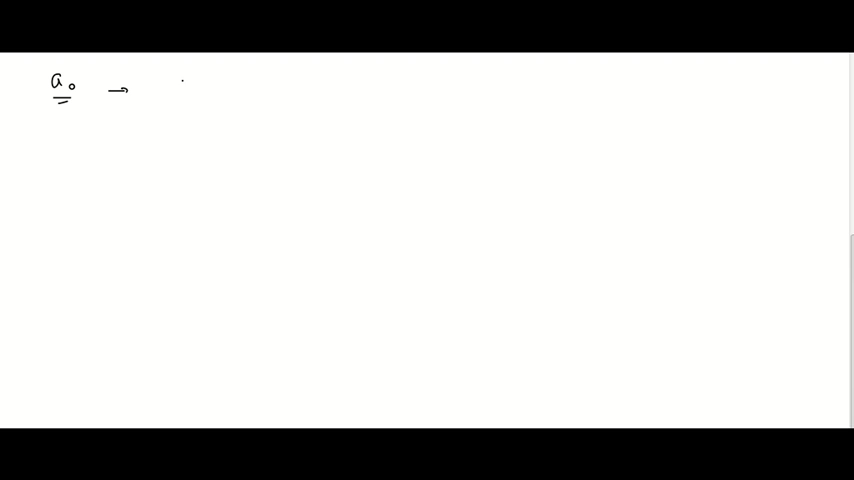 a₀ →